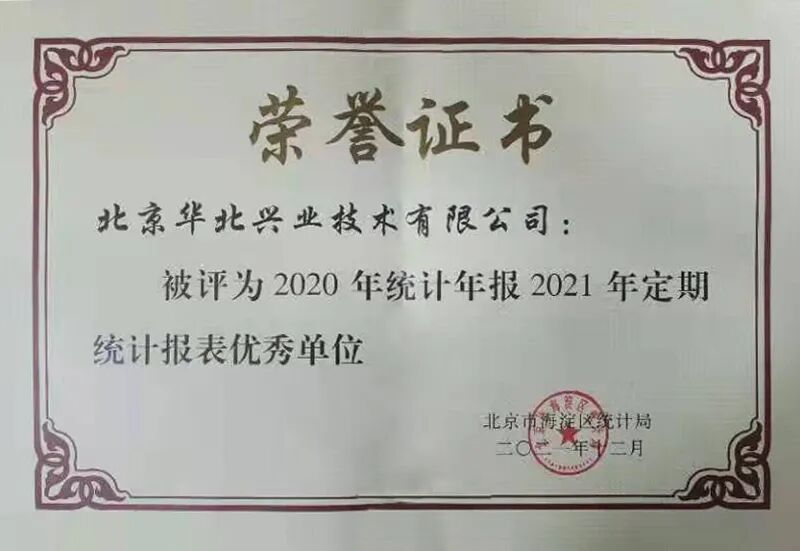 荣誉证书
北京华北兴业技术有限公司：
被评为2020年统计年报2021年定期
统计报表优秀单位
北京市海淀区统计局
二〇二一年十二月